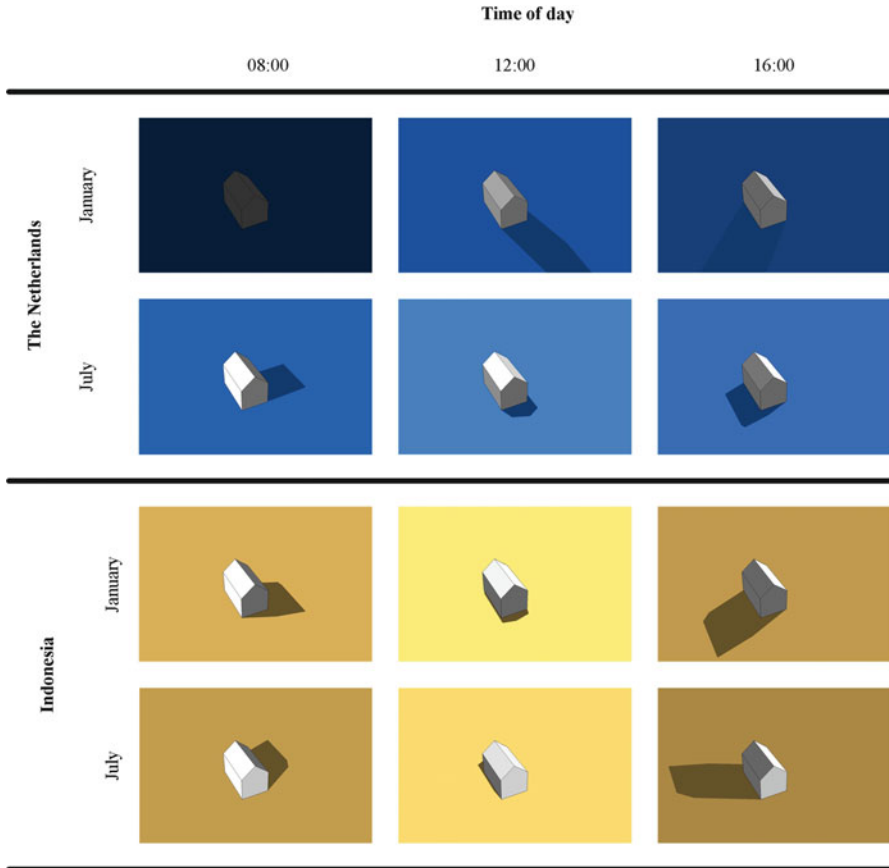 Time of day
08:00 12:00 16:00
The Netherlands
January
July
Indonesia
January
July